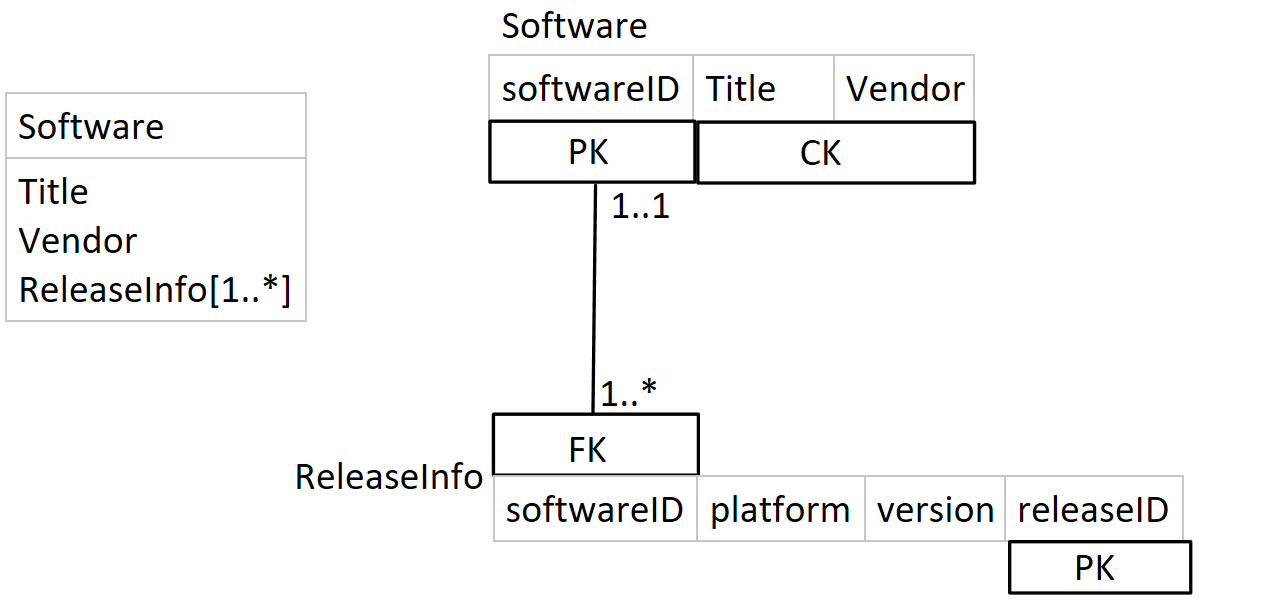 Software
softwareID Title Vendor
PK CK
1..1
Software
Title
Vendor
ReleaseInfo[1..*]
1..*
FK
ReleaseInfo
softwareID platform version releaseID
PK